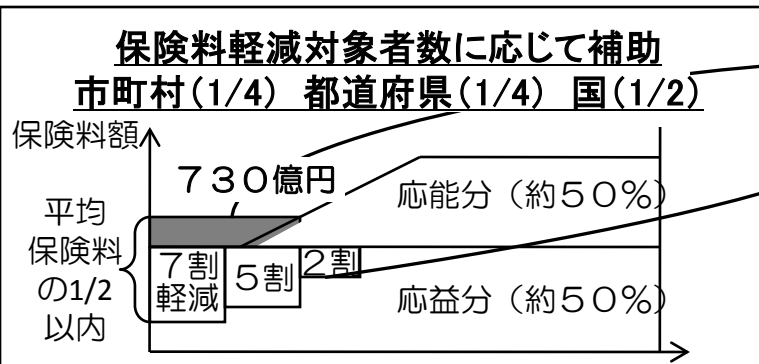 保険料軽減対象者数に応じて補助
市町村(1/4) 都道府県(1/4) 国(1/2)
保険料額
７３０億円
応能分（約５０％）
平均
保険料
の1/2
以内
７割
軽減
５割
２割
応益分（約５０％）